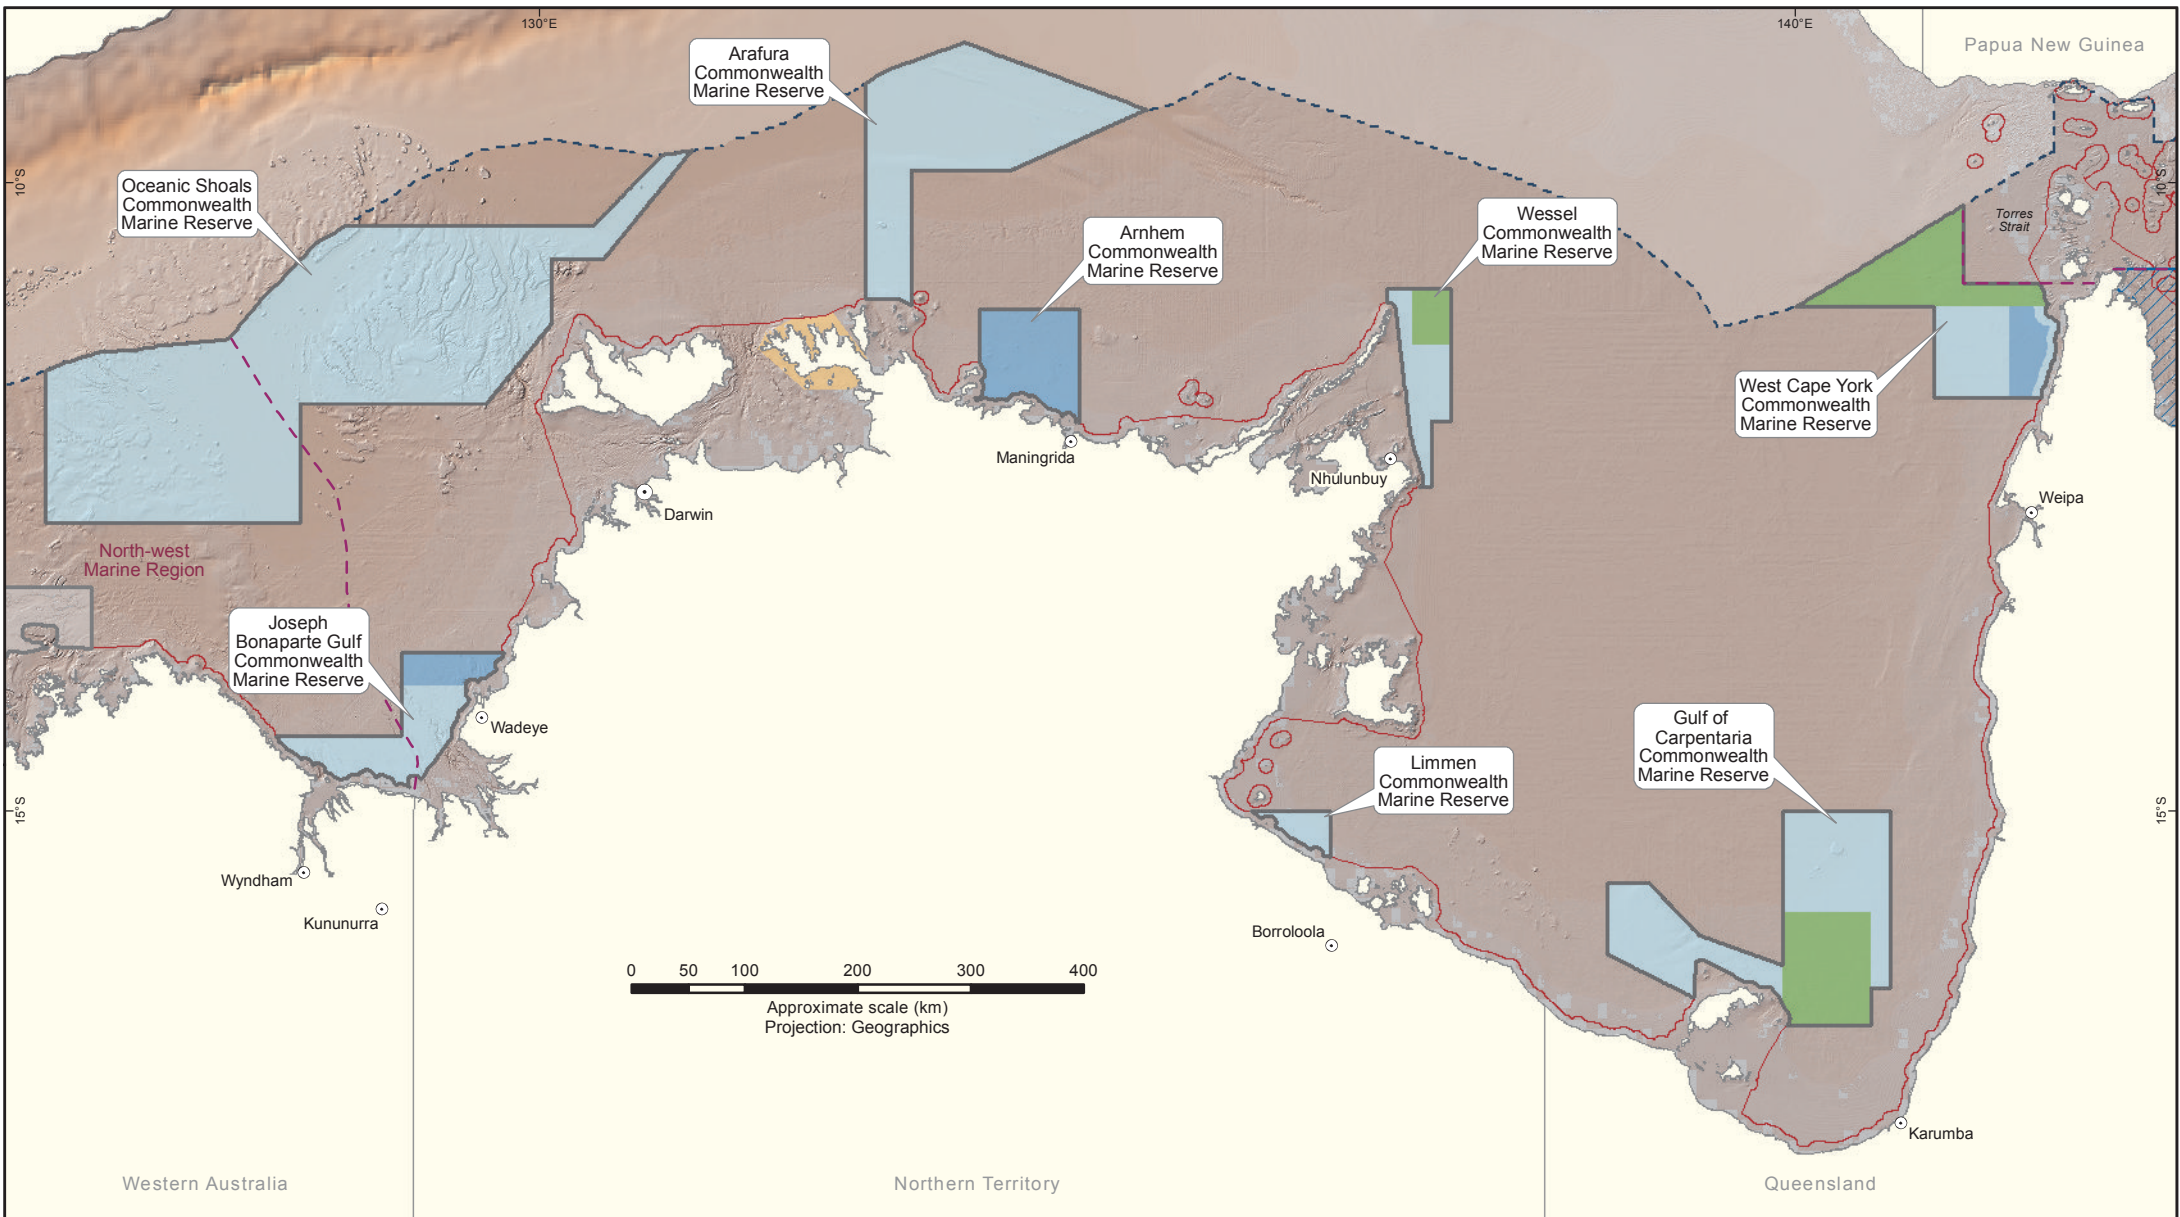 130°E
140°E
Papua New Guinea
Arafura
Commonwealth
Marine Reserve
10°S
Oceanic Shoals
Commonwealth
Marine Reserve
Arnhem
Commonwealth
Marine Reserve
Wessel
Commonwealth
Marine Reserve
Torres
Strait
10°S
West Cape York
Commonwealth
Marine Reserve
Maningrida
Nhulunbuy
Weipa
Darwin
North-west
Marine Region
Joseph
Bonaparte Gulf
Commonwealth
Marine Reserve
Wadeye
Gulf of
Carpentaria
Commonwealth
Marine Reserve
Limmen
Commonwealth
Marine Reserve
15°S
15°S
Wyndham
Kununurra
Borroloola
0 50 100 200 300 400
Approximate scale (km)
Projection: Geographics
Karumba
Western Australia
Northern Territory
Queensland